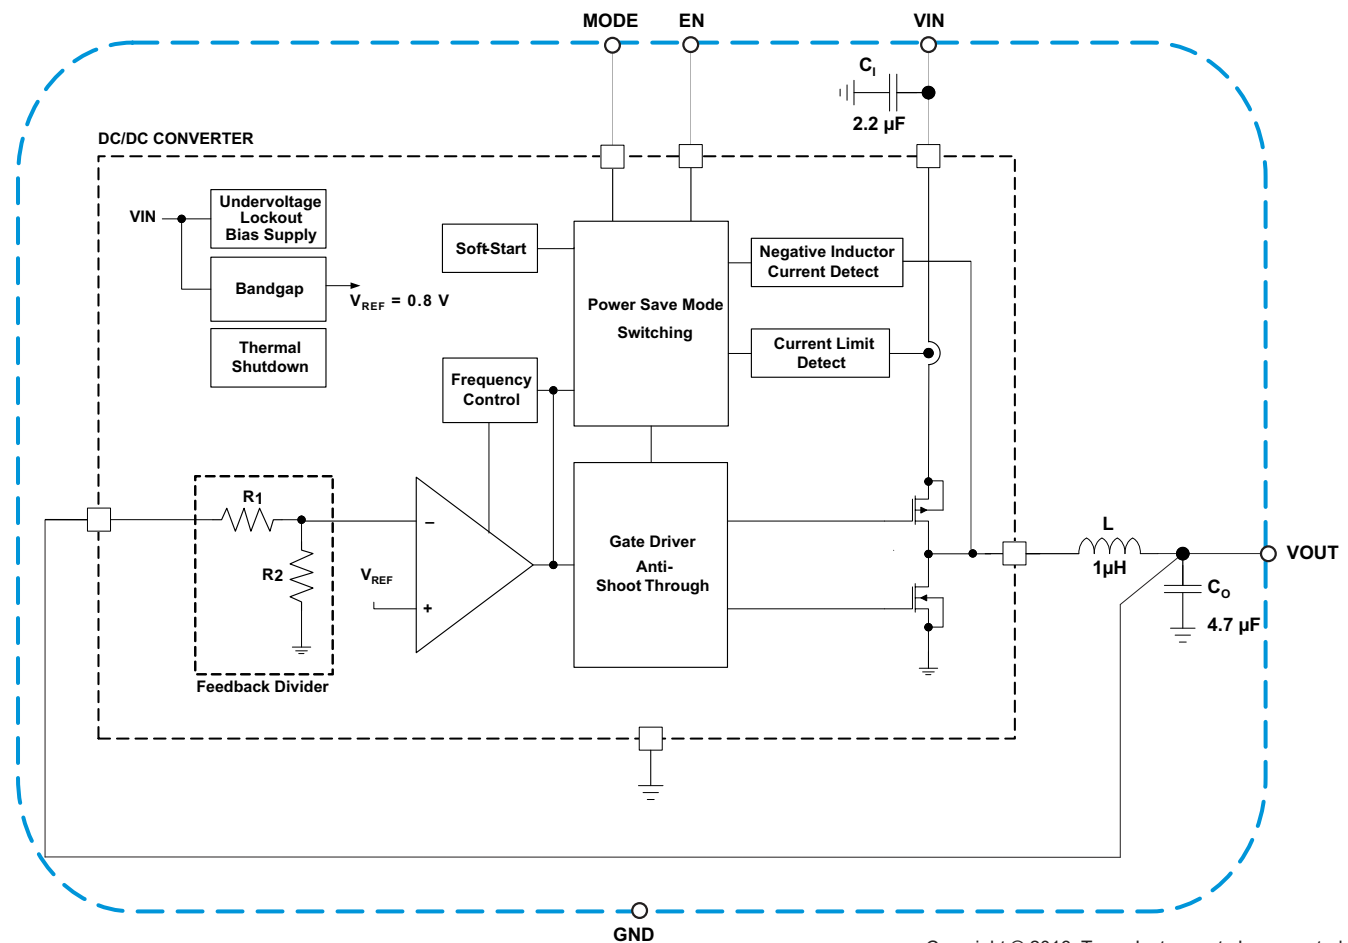 MODE
EN
VIN
CI
2.2 µF
DC/DC CONVERTER
VIN
Undervoltage
Lockout
Bias Supply
Bandgap
VREF = 0.8 V
Thermal
Shutdown
Soft-Start
Power Save Mode
Switching
Negative Inductor
Current Detect
Current Limit
Detect
Frequency
Control
R1
R2
Feedback Divider
VREF
−
+
Gate Driver
Anti-
Shoot Through
L
1µH
VOUT
CO
4.7 µF
GND